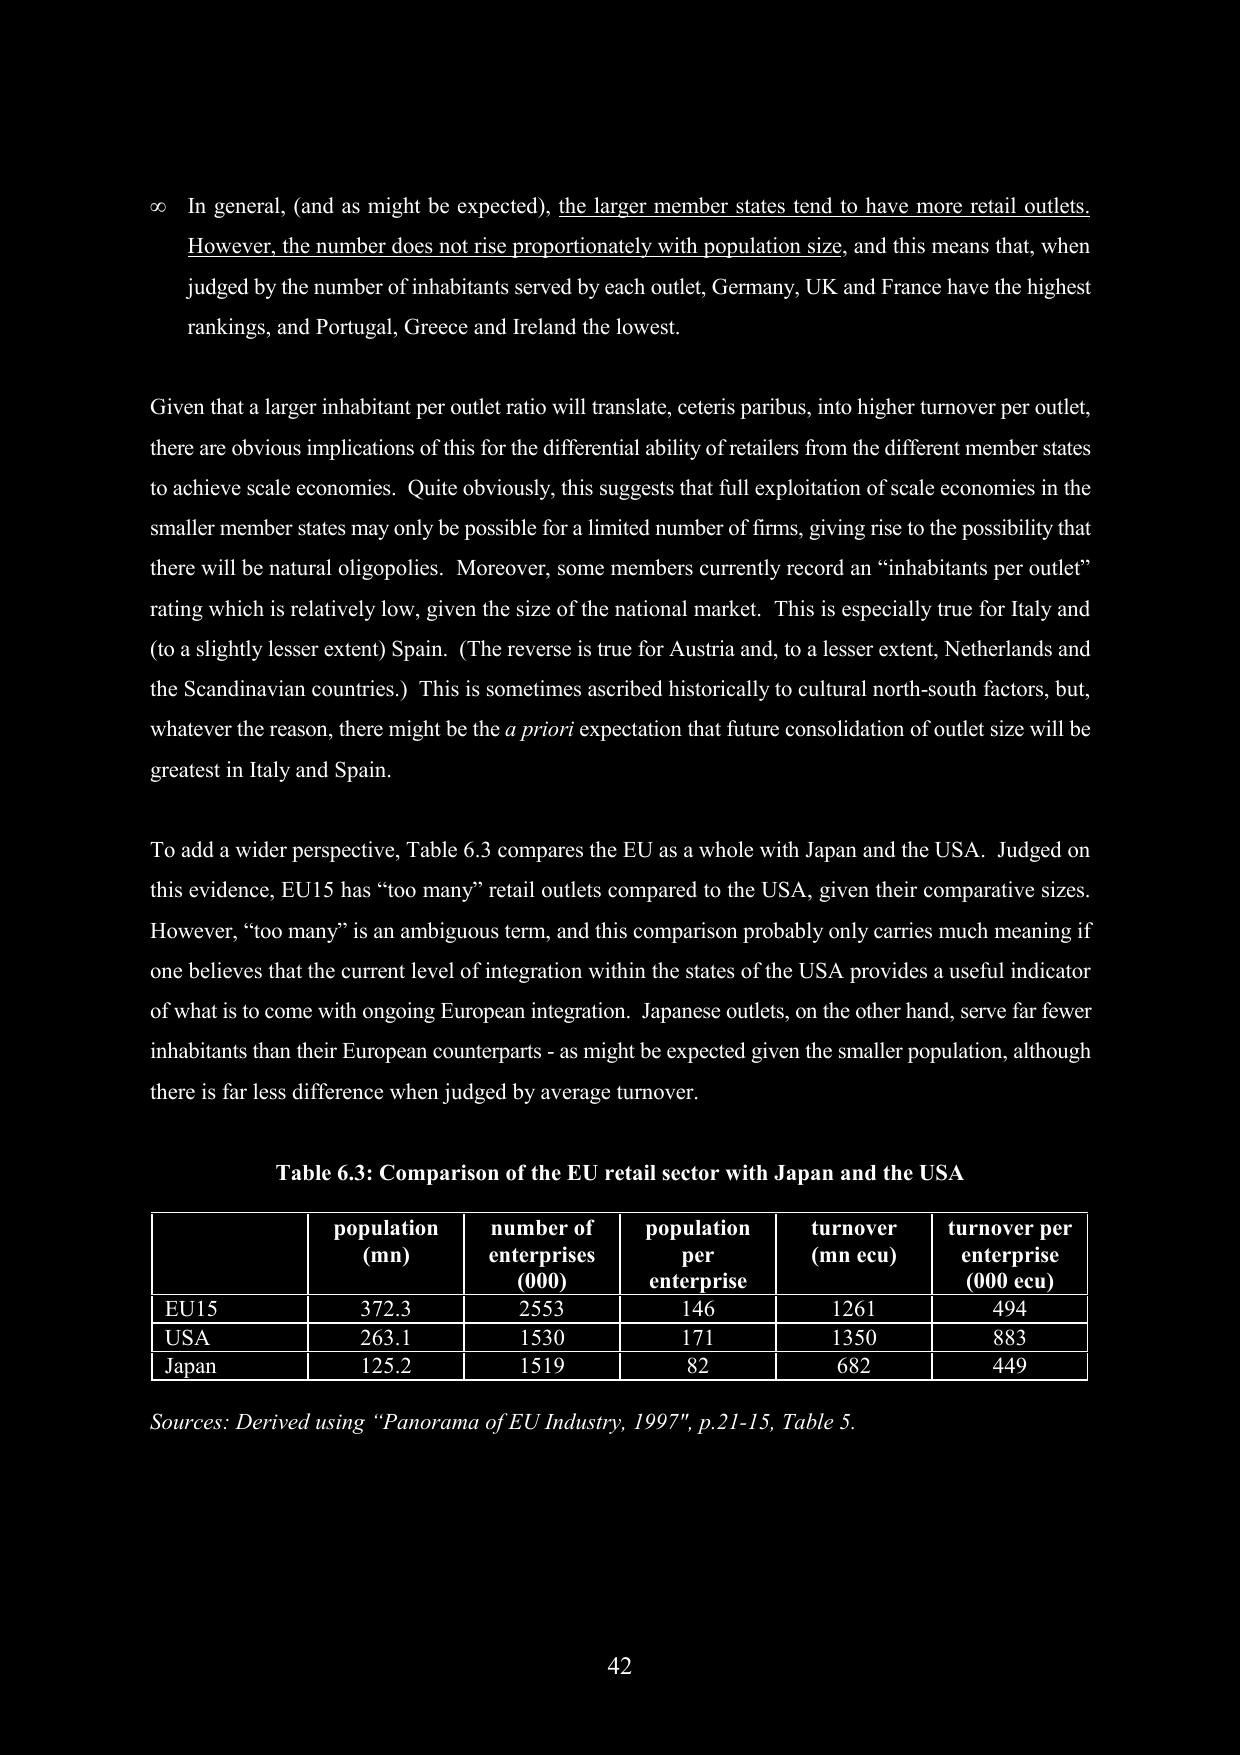 ∞ In general, (and as might be expected), the larger member states tend to have more retail outlets.
However, the number does not rise proportionately with population size, and this means that, when
judged by the number of inhabitants served by each outlet, Germany, UK and France have the highest
rankings, and Portugal, Greece and Ireland the lowest.
Given that a larger inhabitant per outlet ratio will translate, ceteris paribus, into higher turnover per outlet,
there are obvious implications of this for the differential ability of retailers from the different member states
to achieve scale economies. Quite obviously, this suggests that full exploitation of scale economies in the
smaller member states may only be possible for a limited number of firms, giving rise to the possibility that
there will be natural oligopolies. Moreover, some members currently record an “inhabitants per outlet”
rating which is relatively low, given the size of the national market. This is especially true for Italy and
(to a slightly lesser extent) Spain. (The reverse is true for Austria and, to a lesser extent, Netherlands and
the Scandinavian countries.) This is sometimes ascribed historically to cultural north-south factors, but,
whatever the reason, there might be the a priori expectation that future consolidation of outlet size will be
greatest in Italy and Spain.
To add a wider perspective, Table 6.3 compares the EU as a whole with Japan and the USA. Judged on
this evidence, EU15 has “too many” retail outlets compared to the USA, given their comparative sizes.
However, “too many” is an ambiguous term, and this comparison probably only carries much meaning if
one believes that the current level of integration within the states of the USA provides a useful indicator
of what is to come with ongoing European integration. Japanese outlets, on the other hand, serve far fewer
inhabitants than their European counterparts - as might be expected given the smaller population, although
there is far less difference when judged by average turnover.
Table 6.3: Comparison of the EU retail sector with Japan and the USA
population number of population turnover turnover per
(mn) enterprises per (mn ecu) enterprise
(000) enterprise (000 ecu)
EU15 372.3 2553 146 1261 494
USA 263.1 1530 171 1350 883
Japan 125.2 1519 82 682 449
Sources: Derived using “Panorama of EU Industry, 1997", p.21-15, Table 5.
42